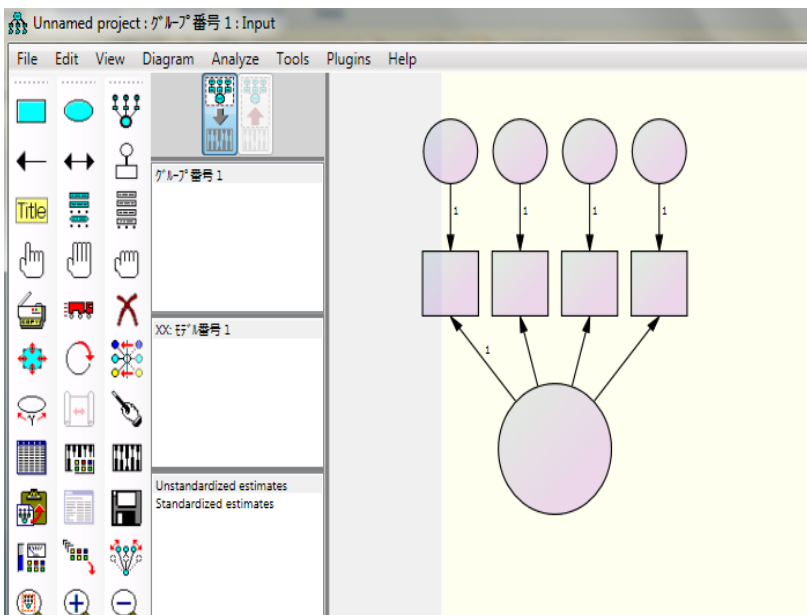 Unnamed project : ｸﾞﾙｰﾌﾟ番号 1 : Input
File Edit View Diagram Analyze Tools Plugins Help
Title
ｸﾞﾙｰﾌﾟ番号 1
1 1 1 1
XX: ﾓﾃﾞﾙ番号 1
1
Unstandardized estimates
Standardized estimates